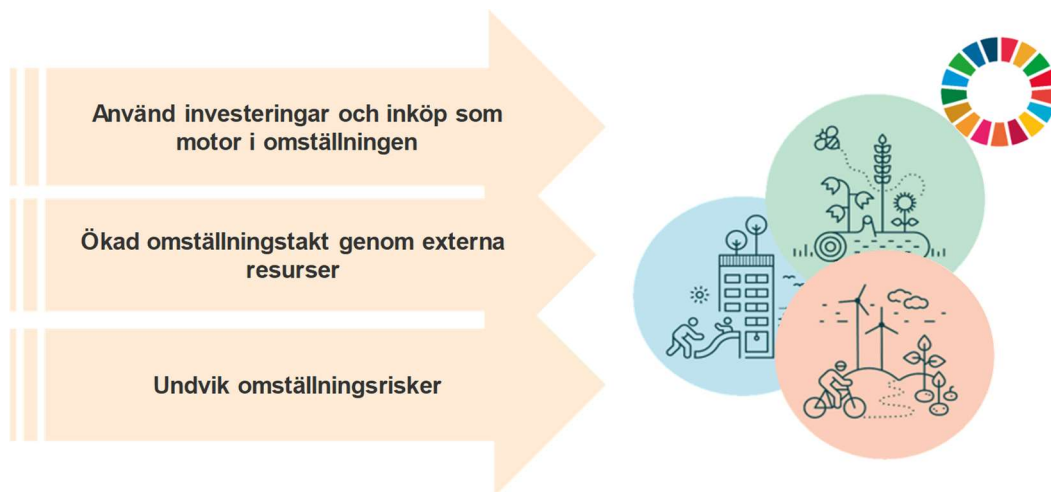 Använd investeringar och inköp som
motor i omställningen
Ökad omställningstakt genom externa
resurser
Undvik omställningsrisker